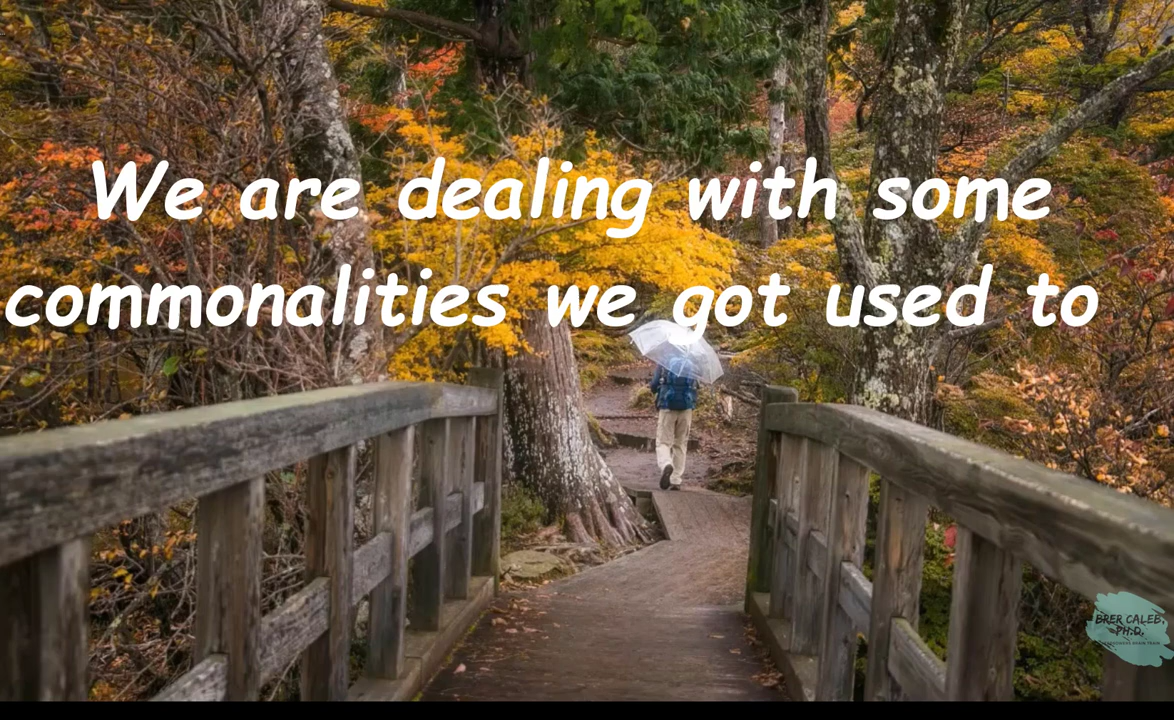 We are dealing with some
commonalities we got used to
BRER CALEB,
PH.D.